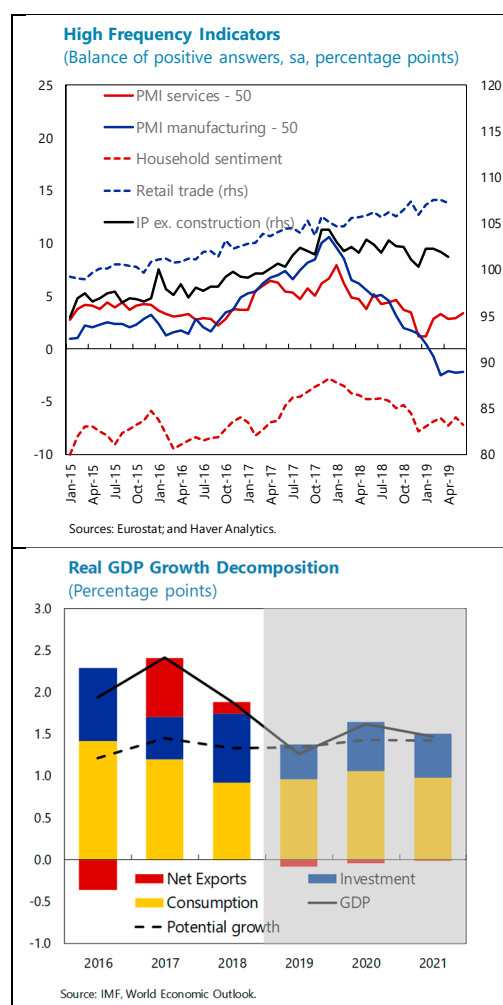 High Frequency Indicators
(Balance of positive answers, sa, percentage points)
25
20
15
10
5
0
-5
-10
120
115
110
105
100
95
90
85
80
PMI services - 50
PMI manufacturing - 50
Household sentiment
Retail trade (rhs)
IP ex. construction (rhs)
Jan-15
Apr-15
Jul-15
Oct-15
Jan-16
Apr-16
Jul-16
Oct-16
Jan-17
Apr-17
Jul-17
Oct-17
Jan-18
Apr-18
Jul-18
Oct-18
Jan-19
Apr-19
Sources: Eurostat; and Haver Analytics.
Real GDP Growth Decomposition
(Percentage points)
3.0
2.5
2.0
1.5
1.0
0.5
0.0
-0.5
-1.0
Net Exports
Investment
Consumption
GDP
Potential growth
2016 2017 2018 2019 2020 2021
Source: IMF, World Economic Outlook.